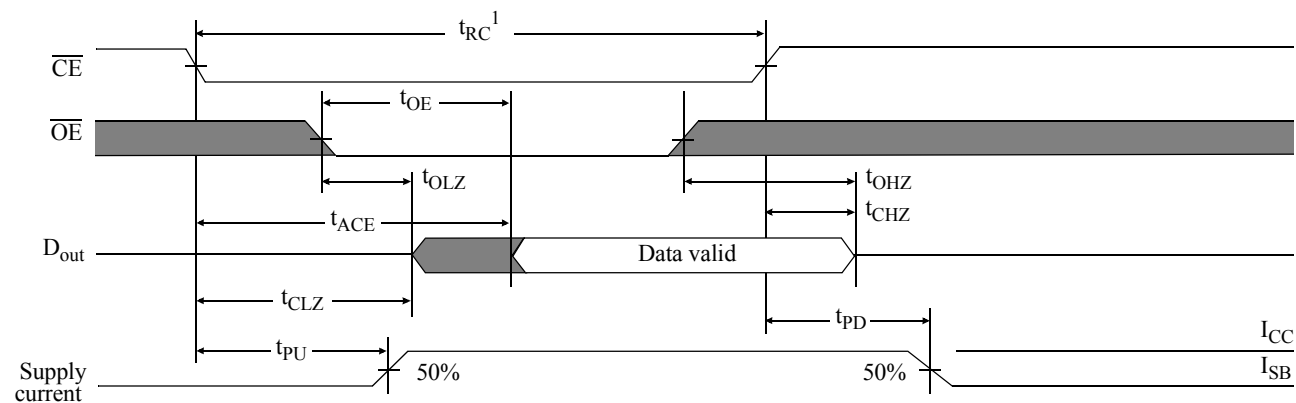 tRC1
CE
tOE
OE
tOLZ
tOHZ
tACE
tCHZ
Dout
Data valid
tCLZ
tPD
tPU
ICC
Supply
current
50%
50%
ISB